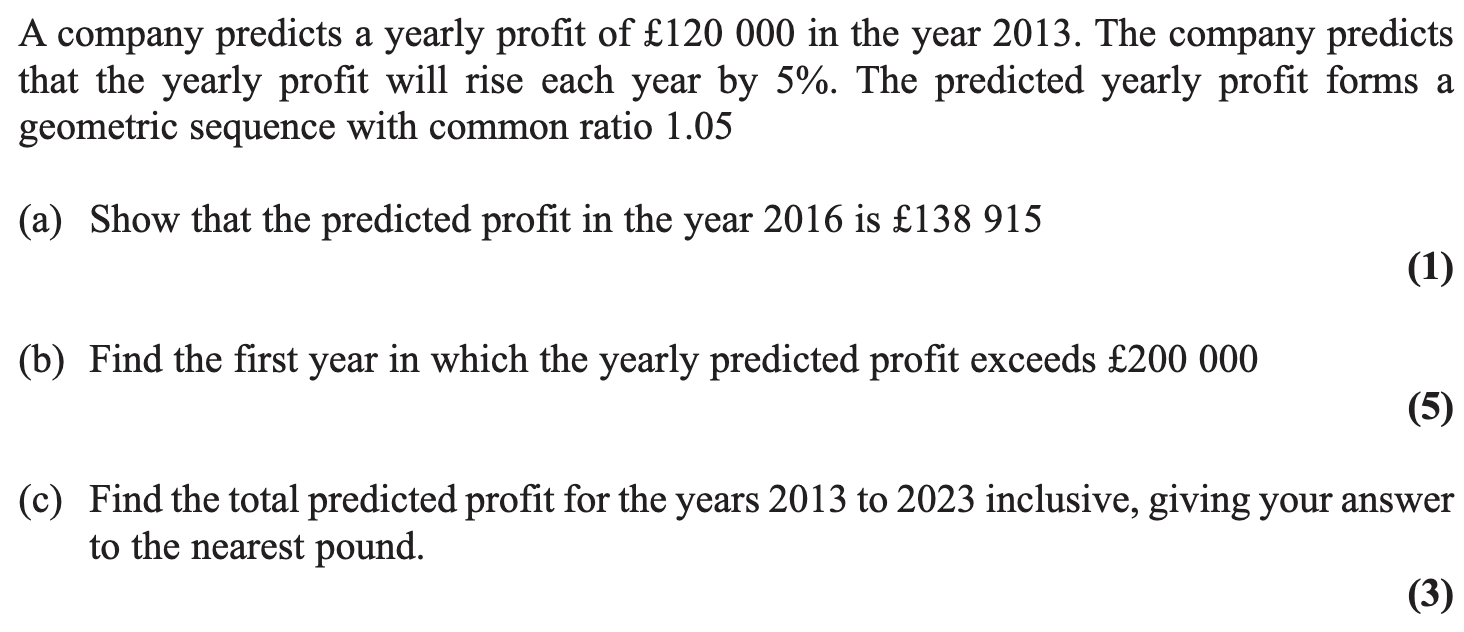 A company predicts a yearly profit of £120 000 in the year 2013. The company predicts
that the yearly profit will rise each year by 5%. The predicted yearly profit forms a
geometric sequence with common ratio 1.05
(a) Show that the predicted profit in the year 2016 is £138 915
(1)
(b) Find the first year in which the yearly predicted profit exceeds £200 000
(5)
(c) Find the total predicted profit for the years 2013 to 2023 inclusive, giving your answer
to the nearest pound.
(3)